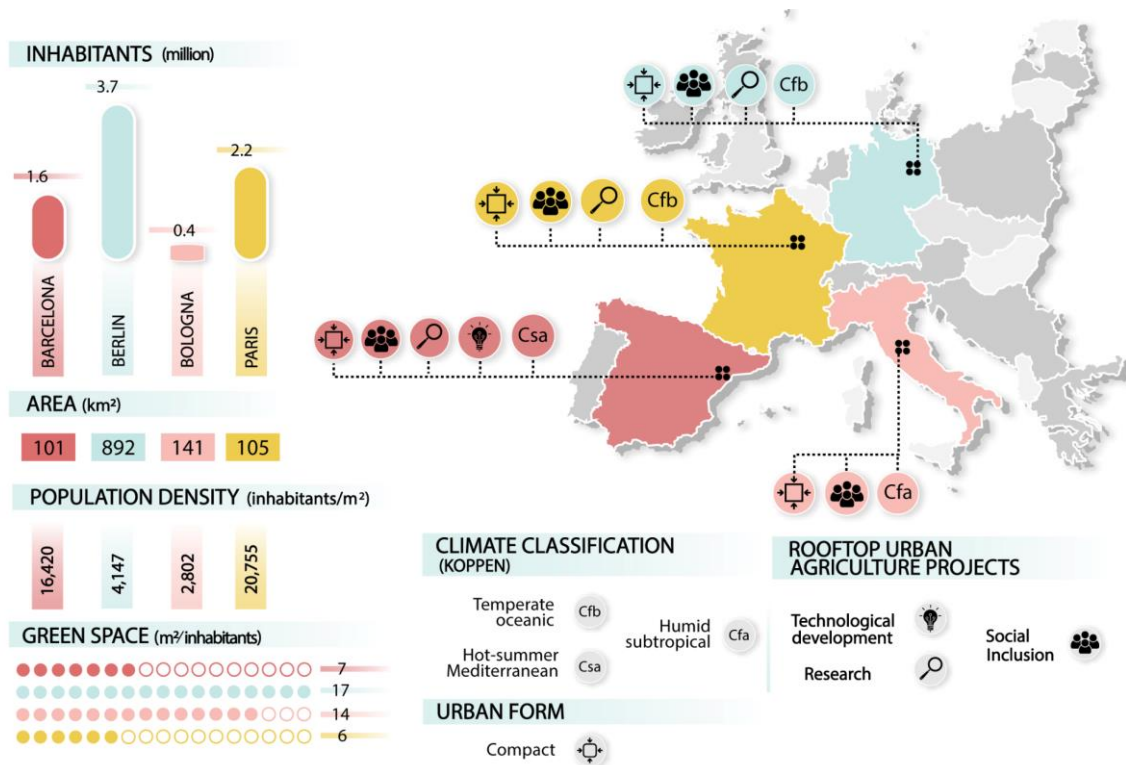 INHABITANTS (million)
3.7
2.2
1.6
0.4
BARCELONA
BERLIN
BOLOGNA
PARIS
AREA (km²)
101
892
141
105
POPULATION DENSITY (inhabitants/m²)
16,420
4,147
2,802
20,755
GREEN SPACE (m²/inhabitants)
7
17
14
6
Cfb
Cfb
Csa
Cfa
CLIMATE CLASSIFICATION
(KOPPEN)
Temperate
oceanic
Cfb
Hot-summer
Mediterranean
Csa
Humid
subtropical
Cfa
URBAN FORM
Compact
ROOFTOP URBAN
AGRICULTURE PROJECTS
Technological
development
Research
Social
Inclusion